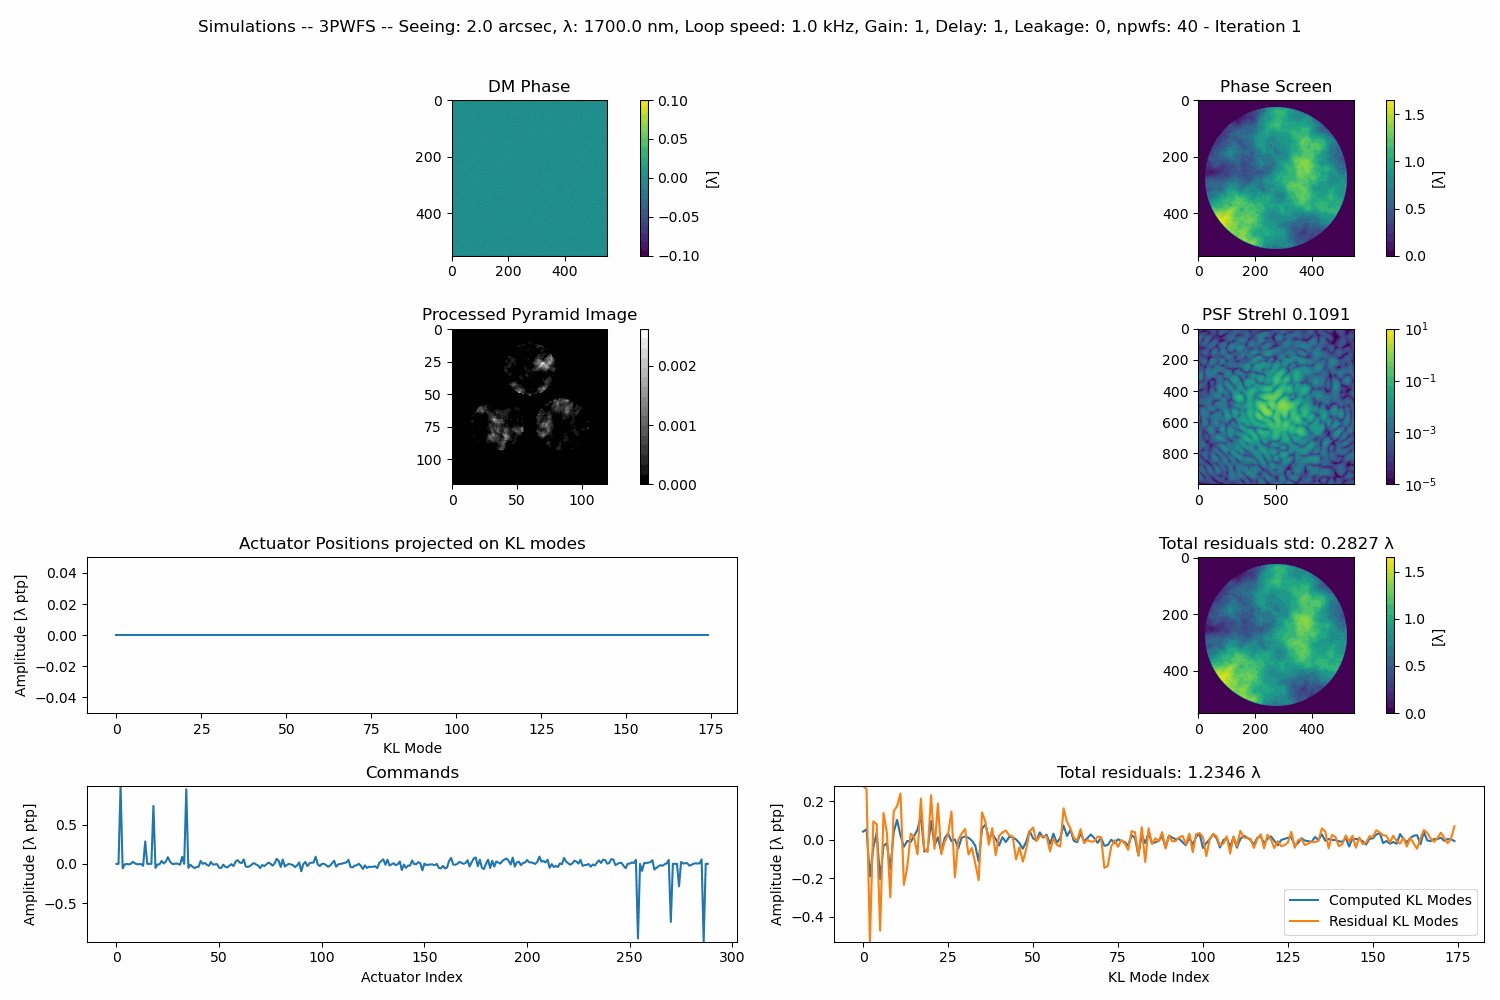 Simulations -- 3PWFS -- Seeing: 2.0 arcsec, λ: 1700.0 nm, Loop speed: 1.0 kHz, Gain: 1, Delay: 1, Leakage: 0, npwfs: 40 - Iteration 1
DM Phase
0
200
400
0 200 400
0.10
0.05
0.00
−0.05
−0.10
[λ]
Phase Screen
0
200
400
0 200 400
1.5
1.0
0.5
0.0
[λ]
Processed Pyramid Image
0
25
50
75
100
0 50 100
0.002
0.001
0.000
PSF Strehl 0.1091
0
200
400
600
800
0 500
10¹
10⁻¹
10⁻³
10⁻⁵
Actuator Positions projected on KL modes
Amplitude [λ ptp]
0.04
0.02
0.00
−0.02
−0.04
0 25 50 75 100 125 150 175
KL Mode
Total residuals std: 0.2827 λ
0
200
400
0 200 400
1.5
1.0
0.5
0.0
[λ]
Commands
Amplitude [λ ptp]
0.5
0.0
−0.5
0 50 100 150 200 250 300
Actuator Index
Total residuals: 1.2346 λ
Amplitude [λ ptp]
0.2
0.0
−0.2
−0.4
Computed KL Modes
Residual KL Modes
0 25 50 75 100 125 150 175
KL Mode Index